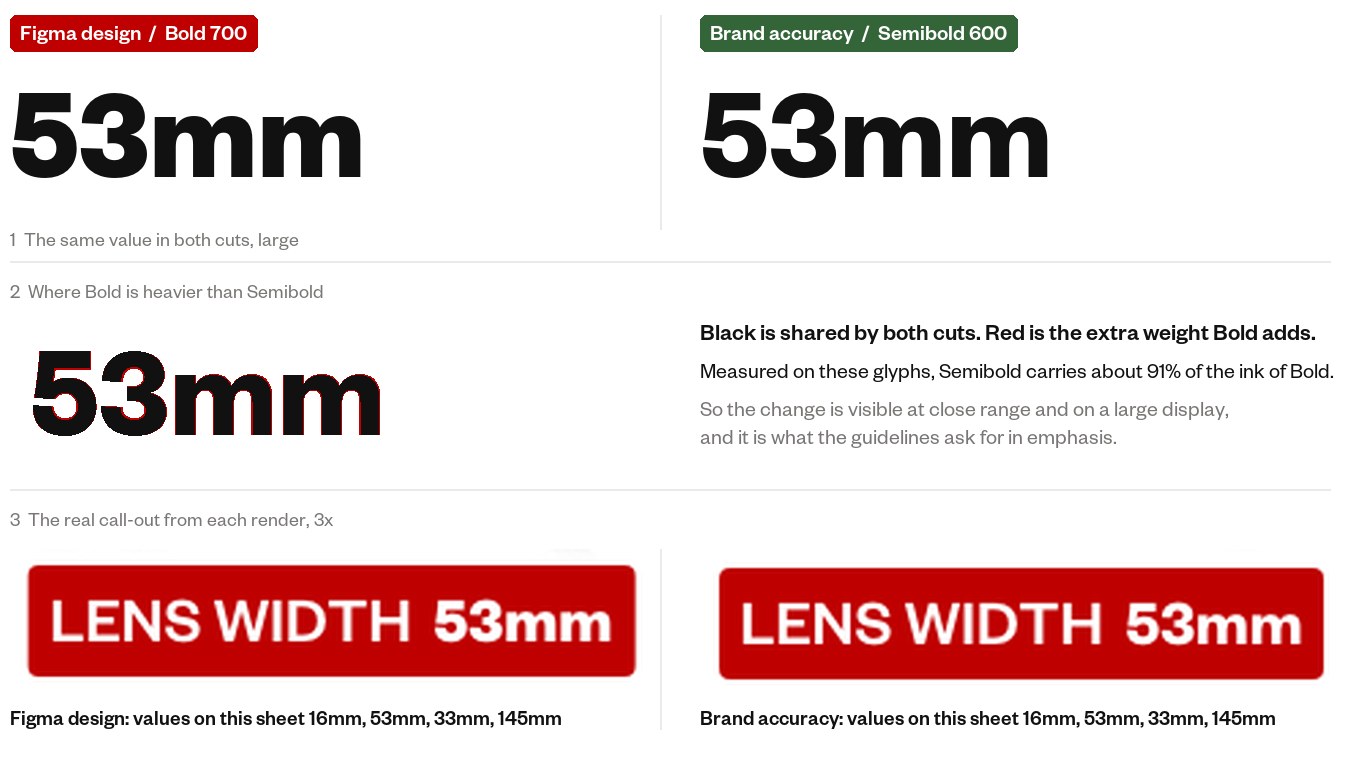 Figma design / Bold 700
Brand accuracy / Semibold 600
53mm
53mm
1 The same value in both cuts, large
2 Where Bold is heavier than Semibold
53mm
Black is shared by both cuts. Red is the extra weight Bold adds.
Measured on these glyphs, Semibold carries about 91% of the ink of Bold.
So the change is visible at close range and on a large display,
and it is what the guidelines ask for in emphasis.
3 The real call-out from each render, 3x
LENS WIDTH 53mm
LENS WIDTH 53mm
Figma design: values on this sheet 16mm, 53mm, 33mm, 145mm
Brand accuracy: values on this sheet 16mm, 53mm, 33mm, 145mm